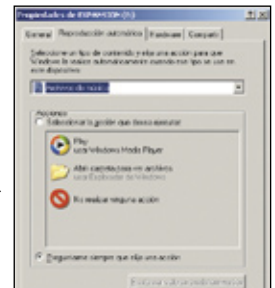 Propiedades de EXPANSION (I:)
General Reproducción automática Hardware Compartir
Seleccione un tipo de contenido y elija una acción para que
Windows la realice automáticamente cuando ese tipo se use en
este dispositivo:
Archivos de música
Acciones
Seleccionar la acción que desea ejecutar
Play
usa Windows Media Player
Abrir carpeta para ver archivos
usa Explorador de Windows
No realizar ninguna acción
Preguntarme siempre que elija una acción